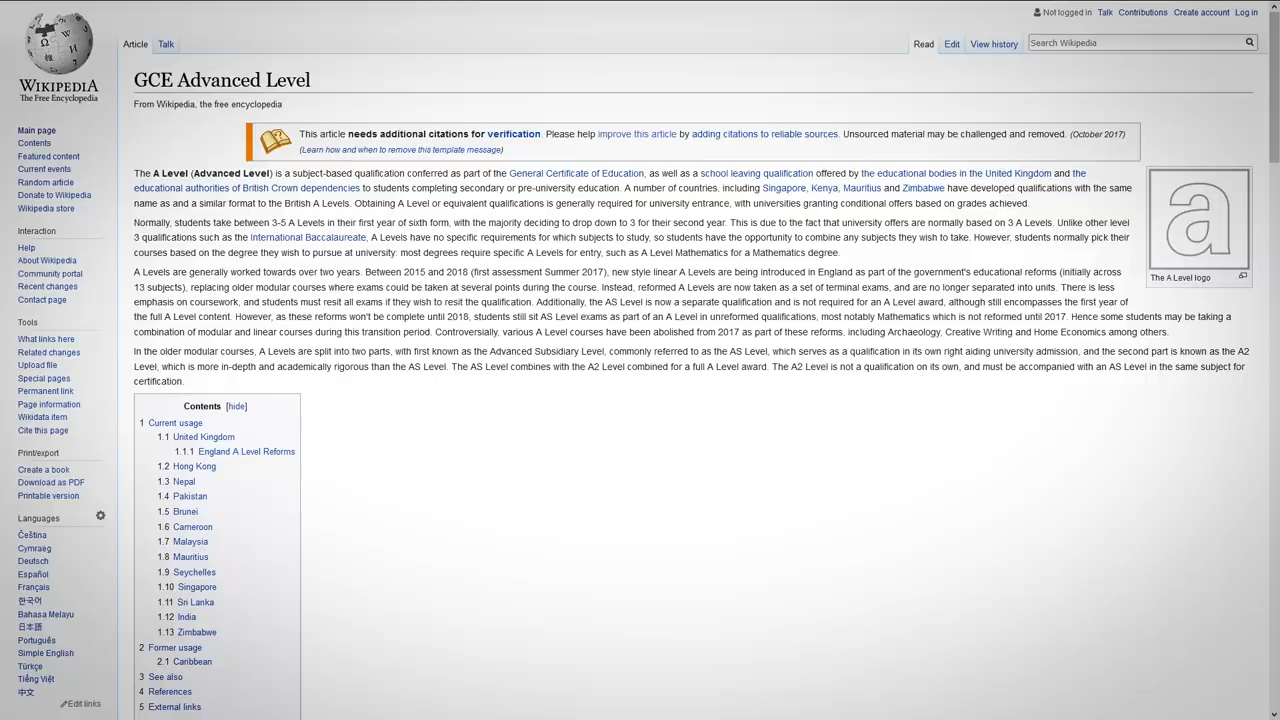 Not logged in Talk Contributions Create account Log in
Article Talk
Read Edit View history Search Wikipedia
WIKIPEDIA
The Free Encyclopedia
GCE Advanced Level
From Wikipedia, the free encyclopedia
This article needs additional citations for verification. Please help improve this article by adding citations to reliable sources. Unsourced material may be challenged and removed. (October 2017)
(Learn how and when to remove this template message)
The A Level (Advanced Level) is a subject-based qualification conferred as part of the General Certificate of Education, as well as a school leaving qualification offered by the educational bodies in the United Kingdom and the
educational authorities of British Crown dependencies to students completing secondary or pre-university education. A number of countries, including Singapore, Kenya, Mauritius and Zimbabwe have developed qualifications with the same
name as and a similar format to the British A Levels. Obtaining A Level or equivalent qualifications is generally required for university entrance, with universities granting conditional offers based on grades achieved.
Normally, students take between 3-5 A Levels in their first year of sixth form, with the majority deciding to drop down to 3 for their second year. This is due to the fact that university offers are normally based on 3 A Levels. Unlike other level
3 qualifications such as the International Baccalaureate, A Levels have no specific requirements for which subjects to study, so students have the opportunity to combine any subjects they wish to take. However, students normally pick their
courses based on the degree they wish to pursue at university: most degrees require specific A Levels for entry, such as A Level Mathematics for a Mathematics degree.
A Levels are generally worked towards over two years. Between 2015 and 2018 (first assessment Summer 2017), new style linear A Levels are being introduced in England as part of the government's educational reforms (initially across
13 subjects), replacing older modular courses where exams could be taken at several points during the course. Instead, reformed A Levels are now taken as a set of terminal exams, and are no longer separated into units. There is less
emphasis on coursework, and students must resit all exams if they wish to resit the qualification. Additionally, the AS Level is now a separate qualification and is not required for an A Level award, although still encompasses the first year of
the full A Level content. However, as these reforms won't be complete until 2018, students still sit AS Level exams as part of an A Level in unreformed qualifications, most notably Mathematics which is not reformed until 2017. Hence some students may be taking a
combination of modular and linear courses during this transition period. Controversially, various A Level courses have been abolished from 2017 as part of these reforms, including Archaeology, Creative Writing and Home Economics among others.
In the older modular courses, A Levels are split into two parts, with first known as the Advanced Subsidiary Level, commonly referred to as the AS Level, which serves as a qualification in its own right aiding university admission, and the second part is known as the A2
Level, which is more in-depth and academically rigorous than the AS Level. The AS Level combines with the A2 Level combined for a full A Level award. The A2 Level is not a qualification on its own, and must be accompanied with an AS Level in the same subject for
certification.
a
The A Level logo
Contents [hide]
1 Current usage
1.1 United Kingdom
1.1.1 England A Level Reforms
1.2 Hong Kong
1.3 Nepal
1.4 Pakistan
1.5 Brunei
1.6 Cameroon
1.7 Malaysia
1.8 Mauritius
1.9 Seychelles
1.10 Singapore
1.11 Sri Lanka
1.12 India
1.13 Zimbabwe
2 Former usage
2.1 Caribbean
3 See also
4 References
5 External links
Main page
Contents
Featured content
Current events
Random article
Donate to Wikipedia
Wikipedia store
Interaction
Help
About Wikipedia
Community portal
Recent changes
Contact page
Tools
What links here
Related changes
Upload file
Special pages
Permanent link
Page information
Wikidata item
Cite this page
Print/export
Create a book
Download as PDF
Printable version
Languages
Čeština
Cymraeg
Deutsch
Español
Français
한국어
Bahasa Melayu
日本語
Português
Simple English
Türkçe
Tiếng Việt
中文
Edit links